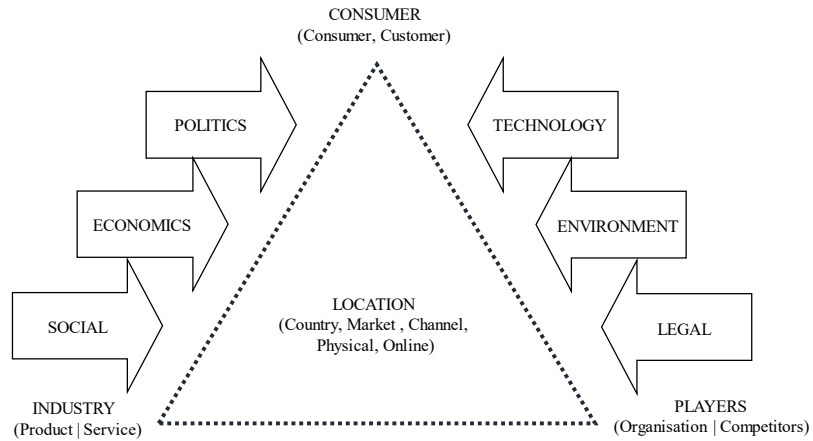 CONSUMER
(Consumer, Customer)
POLITICS
TECHNOLOGY
ECONOMICS
ENVIRONMENT
LOCATION
(Country, Market , Channel,
Physical, Online)
SOCIAL
LEGAL
INDUSTRY
(Product | Service)
PLAYERS
(Organisation | Competitors)